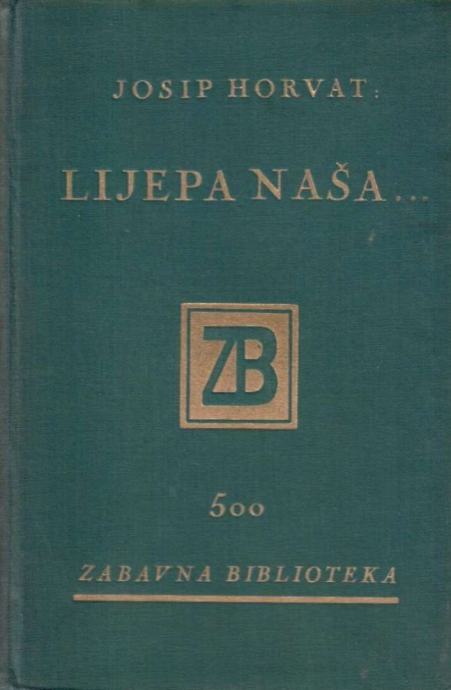 JOSIP HORVAT:
LIJEPA NAŠA...
ZB
500
ZABAVNA BIBLIOTEKA